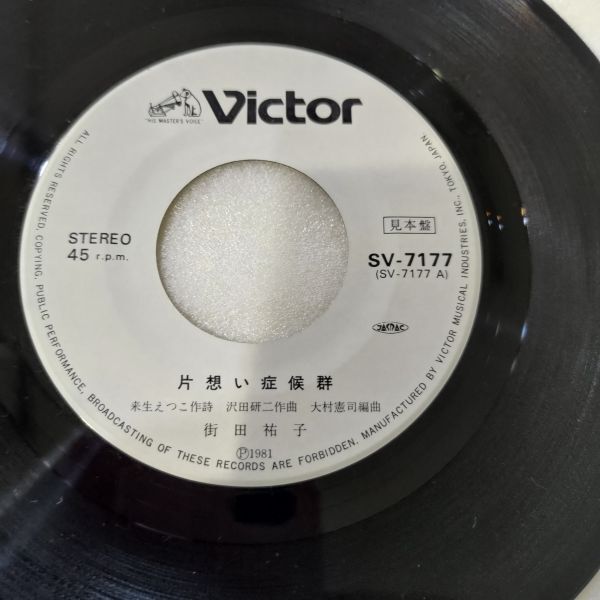 "HIS MASTER'S VOICE"
Victor
STEREO
45 r.p.m.
見本盤
SV-7177
(SV-7177 A)
JASRAC
片想い症候群
来生えつこ作詩 沢田研二作曲 大村憲司編曲
街田祐子
Ⓟ1981
ALL RIGHTS RESERVED. COPYING, PUBLIC PERFORMANCE, BROADCASTING OF THESE RECORDS ARE FORBIDDEN. MANUFACTURED BY VICTOR MUSICAL INDUSTRIES, INC., TOKYO, JAPAN.